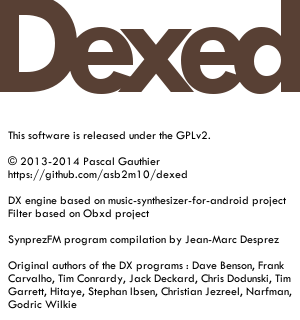 Dexed
This software is released under the GPLv2.
© 2013-2014 Pascal Gauthier
https://github.com/asb2m10/dexed
DX engine based on music-synthesizer-for-android project
Filter based on Obxd project
SynprezFM program compilation by Jean-Marc Desprez
Original authors of the DX programs : Dave Benson, Frank
Carvalho, Tim Conrardy, Jack Deckard, Chris Dodunski, Tim
Garrett, Hitaye, Stephan Ibsen, Christian Jezreel, Narfman,
Godric Wilkie